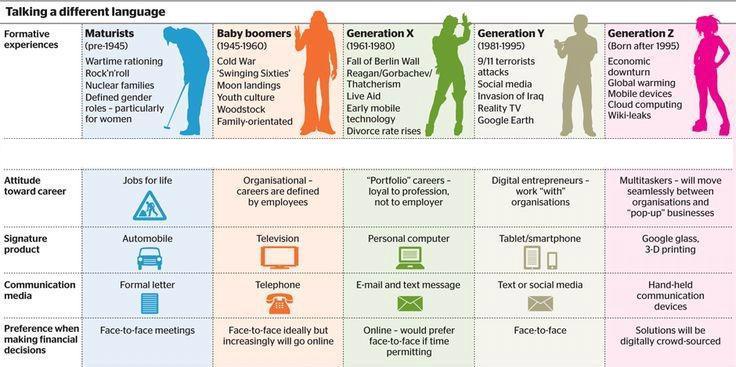 Talking a different language
Formative
experiences
Maturists
(pre-1945)
Wartime rationing
Rock'n'roll
Nuclear families
Defined gender
roles – particularly
for women
Baby boomers
(1945-1960)
Cold War
'Swinging Sixties'
Moon landings
Youth culture
Woodstock
Family-orientated
Generation X
(1961-1980)
Fall of Berlin Wall
Reagan/Gorbachev/
Thatcherism
Live Aid
Early mobile
technology
Divorce rate rises
Generation Y
(1981-1995)
9/11 terrorists
attacks
Social media
Invasion of Iraq
Reality TV
Google Earth
Generation Z
(Born after 1995)
Economic
downturn
Global warming
Mobile devices
Cloud computing
Wiki-leaks
Attitude
toward career
Jobs for life
Organisational –
careers are defined
by employees
"Portfolio" careers –
loyal to profession,
not to employer
Digital entrepreneurs –
work "with"
organisations
Multitaskers – will move
seamlessly between
organisations and
"pop-up" businesses
Signature
product
Automobile
Television
Personal computer
Tablet/smartphone
Google glass,
3-D printing
Communication
media
Formal letter
Telephone
E-mail and text message
Text or social media
Hand-held
communication
devices
Preference when
making financial
decisions
Face-to-face meetings
Face-to-face ideally but
increasingly will go online
Online – would prefer
face-to-face if time
permitting
Face-to-face
Solutions will be
digitally crowd-sourced